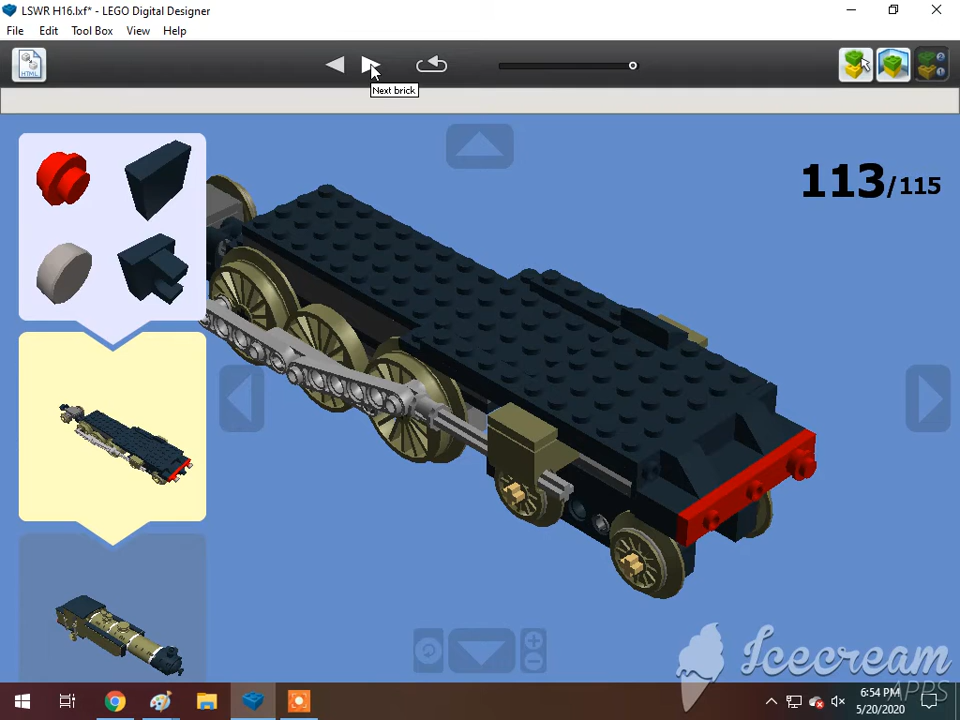 LSWR H16.lxf* - LEGO Digital Designer
File Edit Tool Box View Help
HTML
Next brick
113/115
Icecream
APPS
6:54 PM
5/20/2020